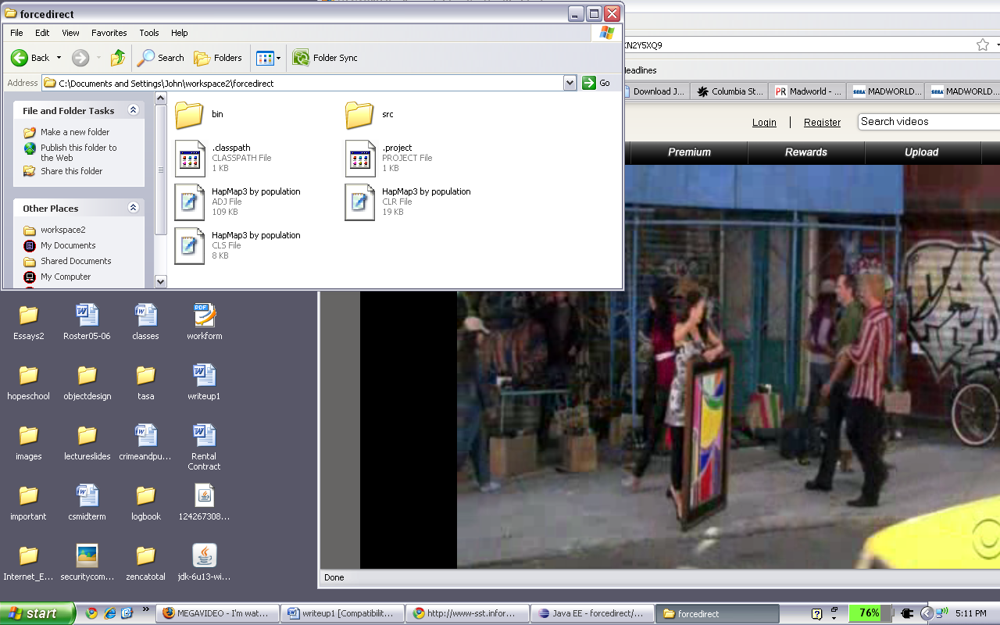 forcedirect
File Edit View Favorites Tools Help
Back Search Folders Folder Sync
Address C:\Documents and Settings\John\workspace2\forcedirect Go
File and Folder Tasks
Make a new folder
Publish this folder to
the Web
Share this folder
Other Places
workspace2
My Documents
Shared Documents
My Computer
bin
src
.classpath
CLASSPATH File
1 KB
.project
PROJECT File
1 KB
HapMap3 by population
ADJ File
109 KB
HapMap3 by population
CLR File
19 KB
HapMap3 by population
CLS File
8 KB
KN2Y5XQ9
Headlines
Download J... Columbia St... PR Madworld - ... SEGA MADWORLD... SEGA MADWORLD...
Login | Register Search videos
Premium Rewards Upload
Essays2 Roster05-06 classes PDF workform
hopeschool objectdesign tasa writeup1
images lectureslides crimeandpu... Rental
Contract
important csmidterm logbook 124267308...
Internet_E... securitycom... zencatotal jdk-6u13-wi...
Done
start » MEGAVIDEO - I'm wat... writeup1 [Compatibilit... http://www-sst.infor... Java EE - forcedirect/... forcedirect 76% 5:11 PM